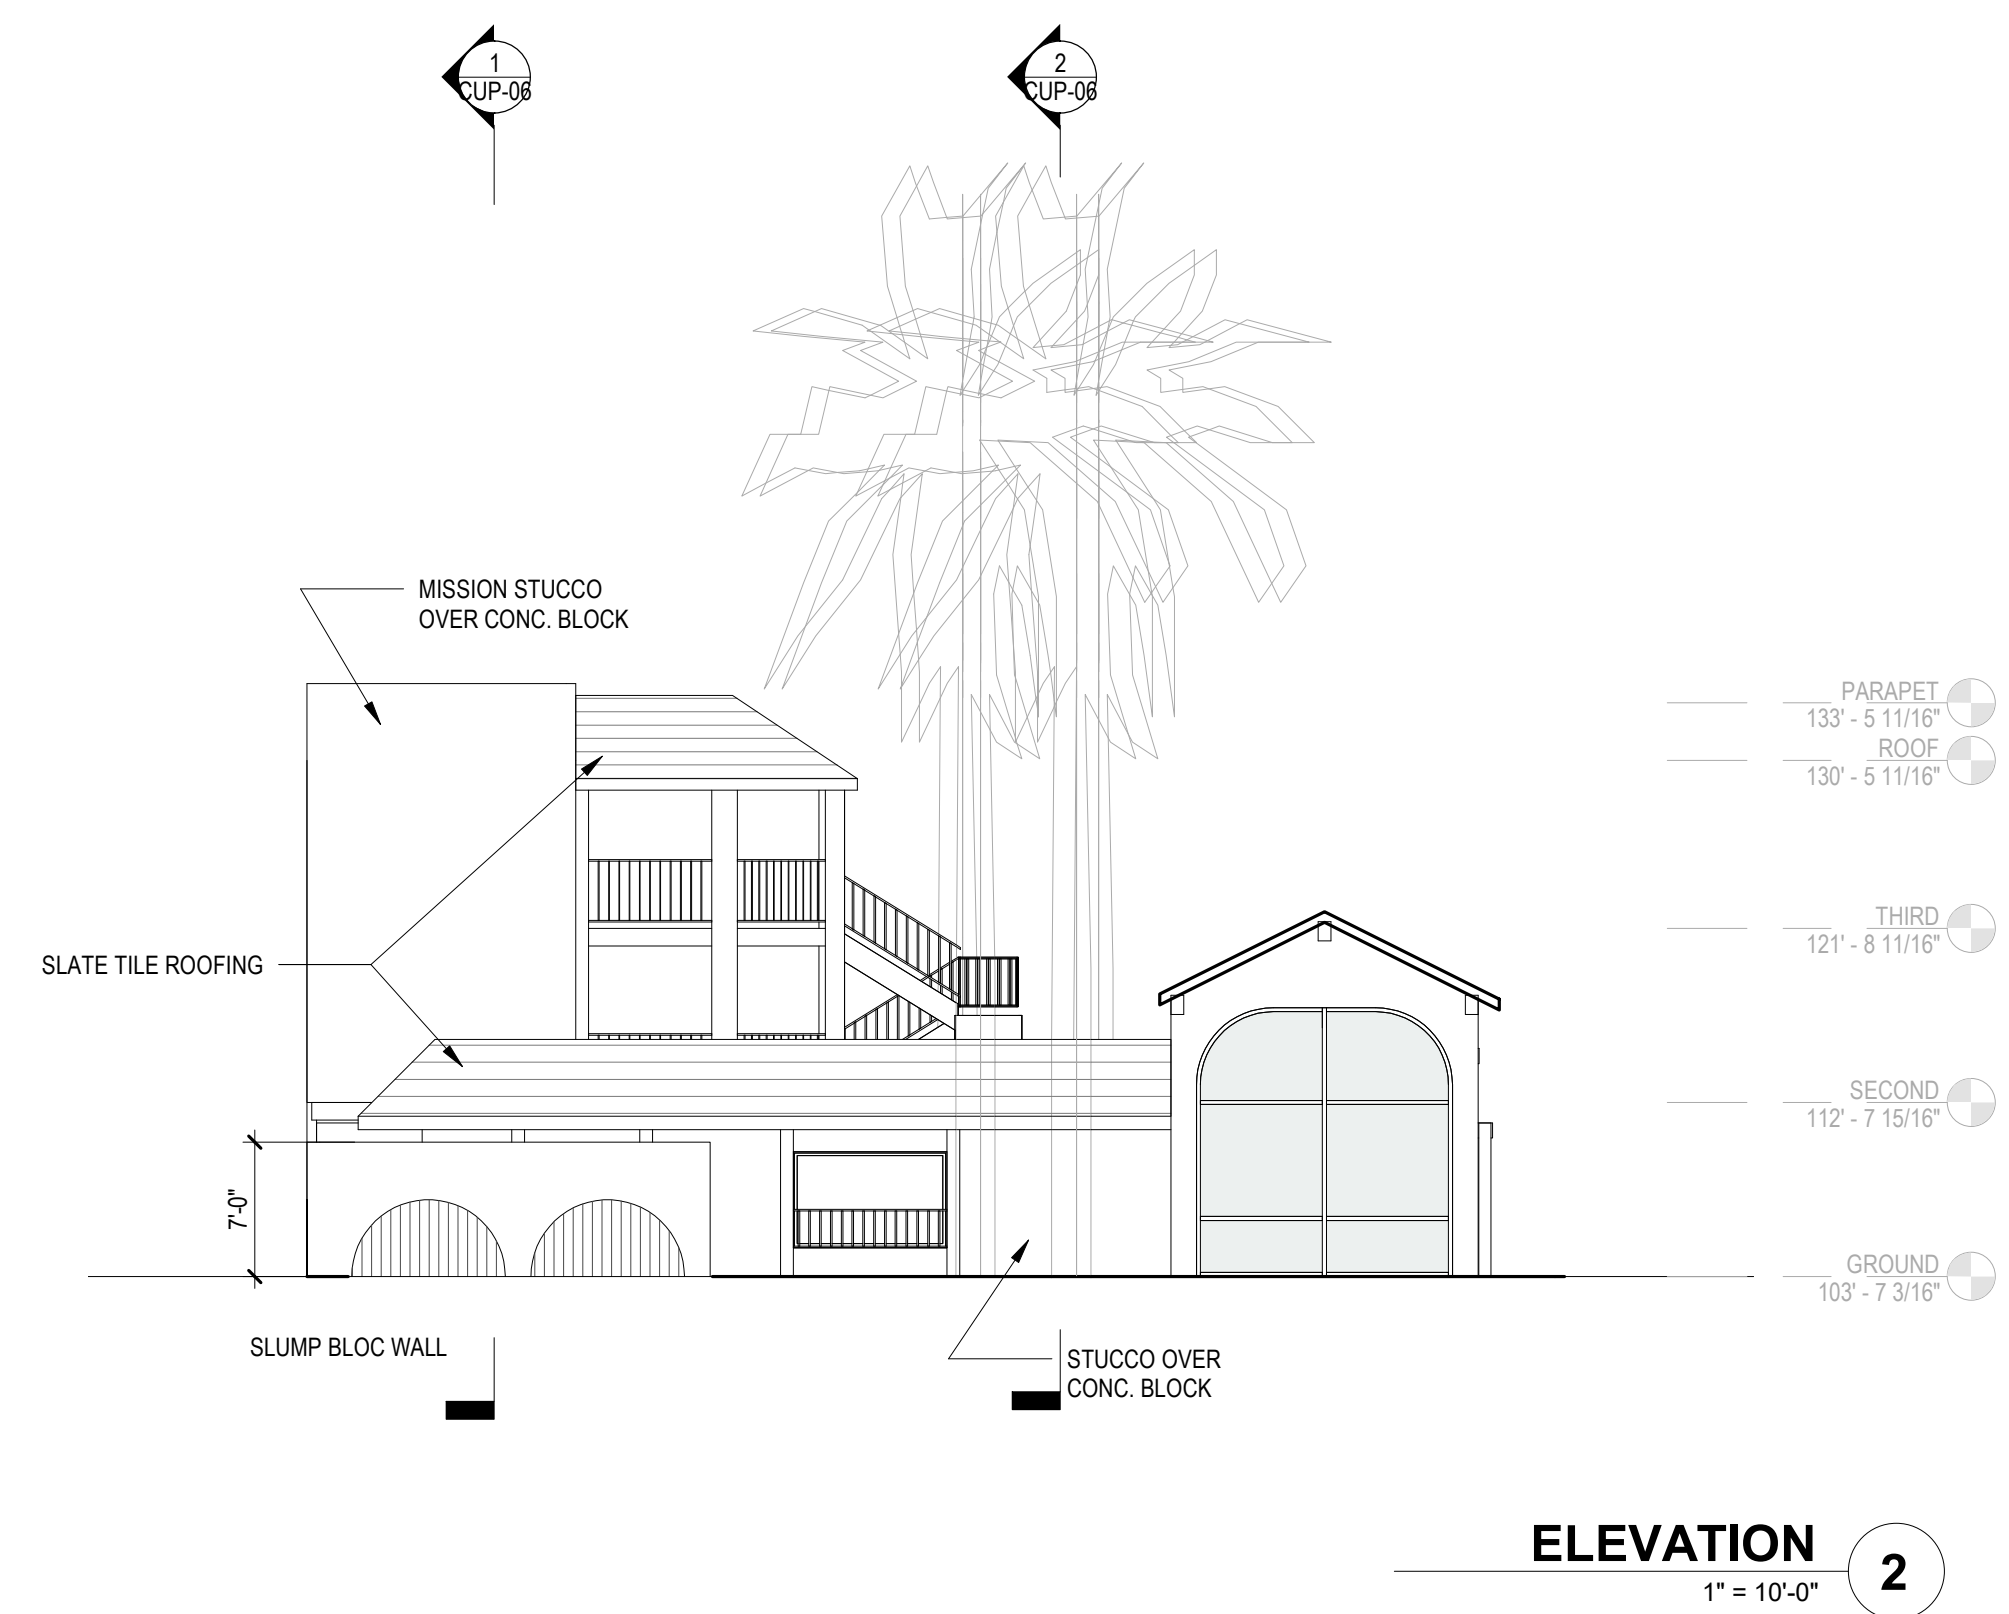 1
CUP-06
2
CUP-06
MISSION STUCCO
OVER CONC. BLOCK
PARAPET
133' - 5 11/16"
ROOF
130' - 5 11/16"
THIRD
121' - 8 11/16"
SLATE TILE ROOFING
SECOND
112' - 7 15/16"
7'-0"
GROUND
103' - 7 3/16"
SLUMP BLOC WALL
STUCCO OVER
CONC. BLOCK
ELEVATION
2
1" = 10'-0"